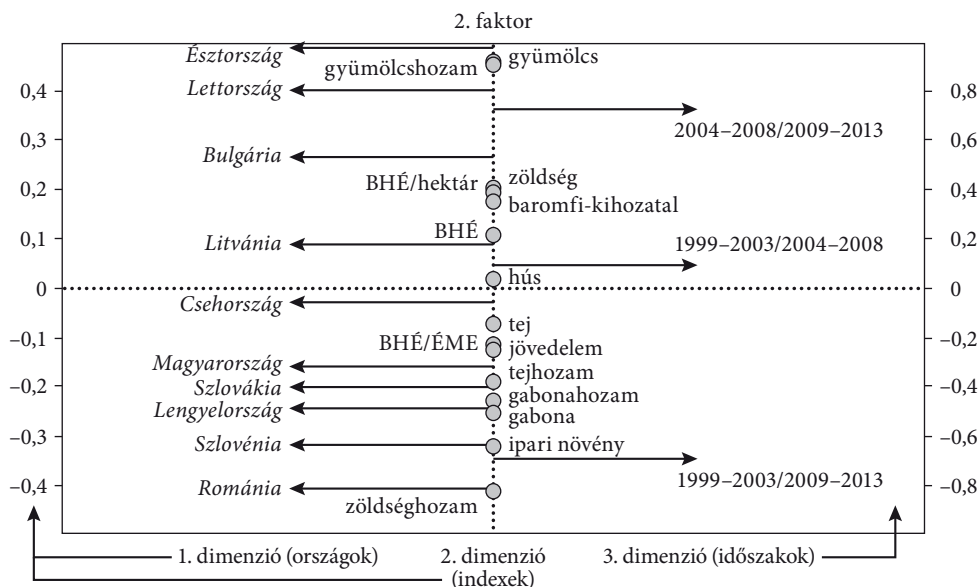 2. faktor
Észtország
gyümölcs
gyümölcshozam
0,4
Lettország
0,8
2004–2008/2009–2013
0,3
0,6
Bulgária
BHÉ/hektár
zöldség
0,2
0,4
baromfi-kihozatal
BHÉ
0,1
Litvánia
1999–2003/2004–2008
0,2
hús
0
0
Csehország
tej
–0,1
BHÉ/ÉME
jövedelem
–0,2
Magyarország
tejhozam
–0,2
Szlovákia
–0,4
gabonahozam
Lengyelország
gabona
–0,3
Szlovénia
ipari növény
–0,6
1999–2003/2009–2013
–0,4
Románia
–0,8
zöldséghozam
1. dimenzió (országok)
2. dimenzió
(indexek)
3. dimenzió (időszakok)